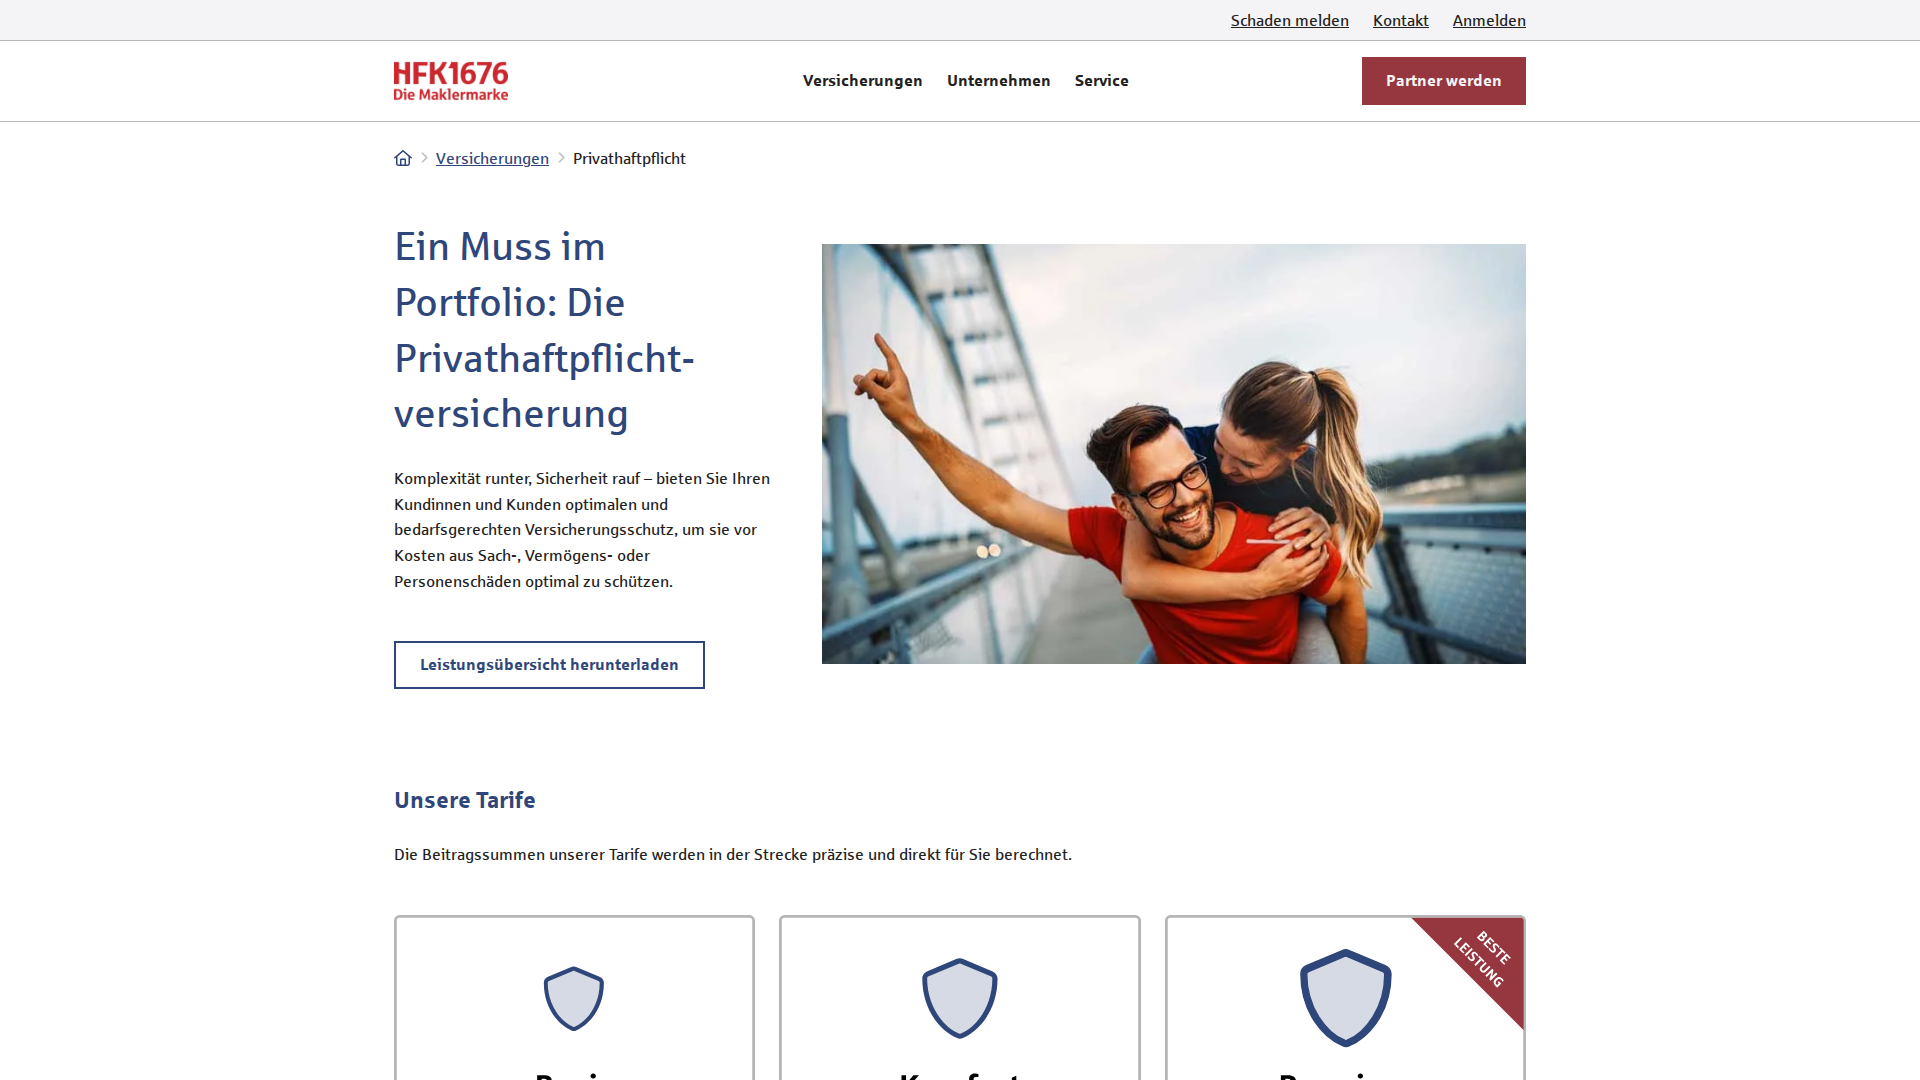 Schaden melden Kontakt Anmelden
HFK1676
Die Maklermarke
Versicherungen Unternehmen Service
Partner werden
Versicherungen Privathaftpflicht
Ein Muss im
Portfolio: Die
Privathaftpflicht-
versicherung
Komplexität runter, Sicherheit rauf – bieten Sie Ihren
Kundinnen und Kunden optimalen und
bedarfsgerechten Versicherungsschutz, um sie vor
Kosten aus Sach-, Vermögens- oder
Personenschäden optimal zu schützen.
Leistungsübersicht herunterladen
Unsere Tarife
Die Beitragssummen unserer Tarife werden in der Strecke präzise und direkt für Sie berechnet.
BESTE
LEISTUNG